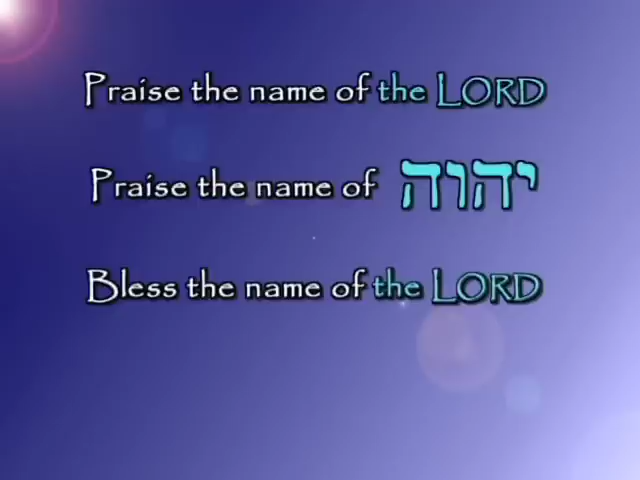 Praise the name of the LORD
Praise the name of יהוה
Bless the name of the LORD